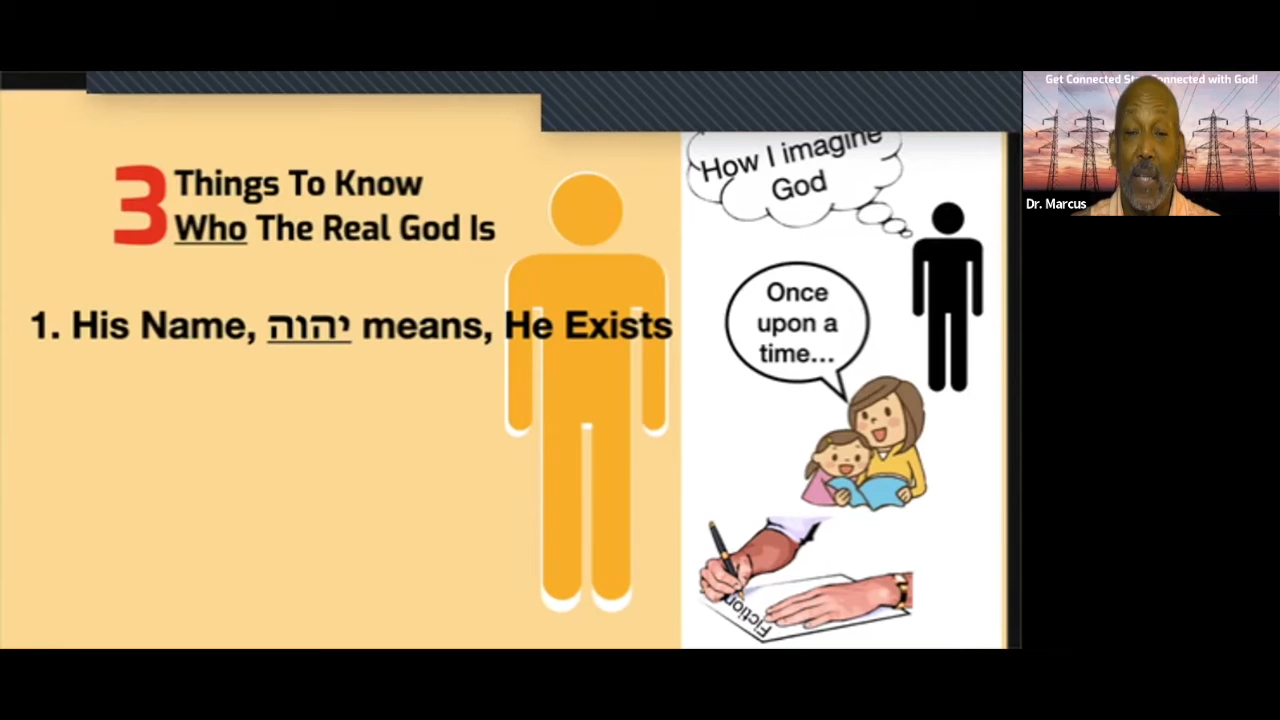 3 Things To Know
Who The Real God Is
1. His Name, יהוה means, He Exists
How I imagine
God
Once
upon a
time...
Fiction
Get Connected Stay Connected with God!
Dr. Marcus